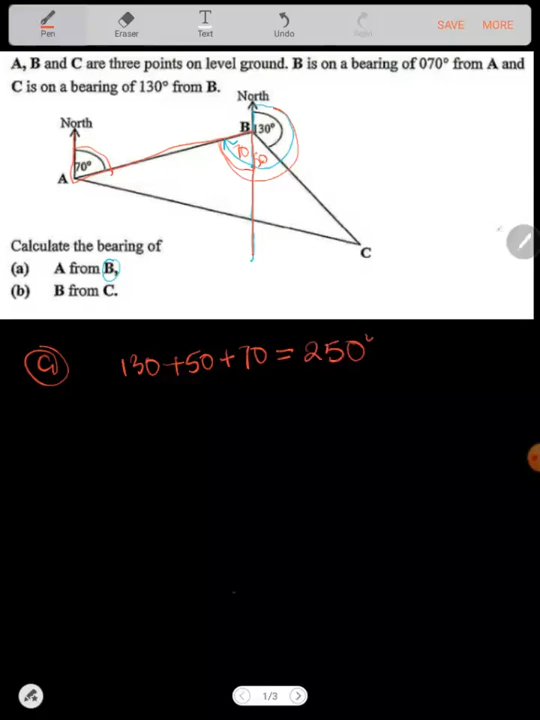 Pen
Eraser
Text
Undo
Redo
SAVE
MORE
A, B and C are three points on level ground. B is on a bearing of 070° from A and
C is on a bearing of 130° from B.
North
North
B
130°
70°
A
70
50
C
Calculate the bearing of
(a) A from B,
(b) B from C.
a
130+50+70=250°
1/3